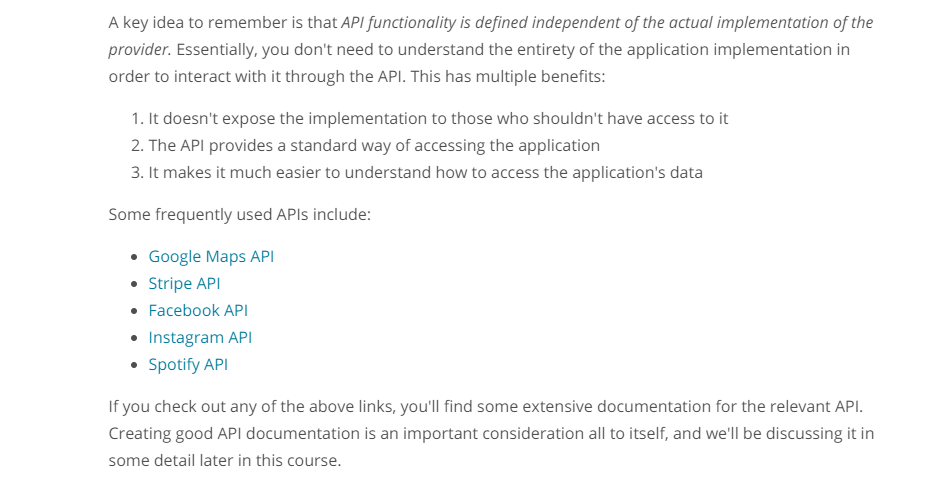 A key idea to remember is that API functionality is defined independent of the actual implementation of the
provider. Essentially, you don't need to understand the entirety of the application implementation in
order to interact with it through the API. This has multiple benefits:
1. It doesn't expose the implementation to those who shouldn't have access to it
2. The API provides a standard way of accessing the application
3. It makes it much easier to understand how to access the application's data
Some frequently used APIs include:
• Google Maps API
• Stripe API
• Facebook API
• Instagram API
• Spotify API
If you check out any of the above links, you'll find some extensive documentation for the relevant API.
Creating good API documentation is an important consideration all to itself, and we'll be discussing it in
some detail later in this course.